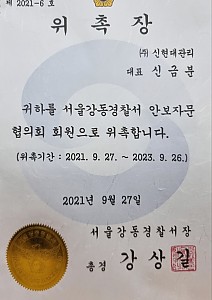 제 2021-6 호
위 촉 장
㈜ 신현대관리
대표 신금분
귀하를 서울강동경찰서 안보자문
협의회 회원으로 위촉합니다.
(위촉기간 : 2021. 9. 27. ~ 2023. 9. 26.)
2021년 9월 27일
서울강동경찰서장
총경 강상길